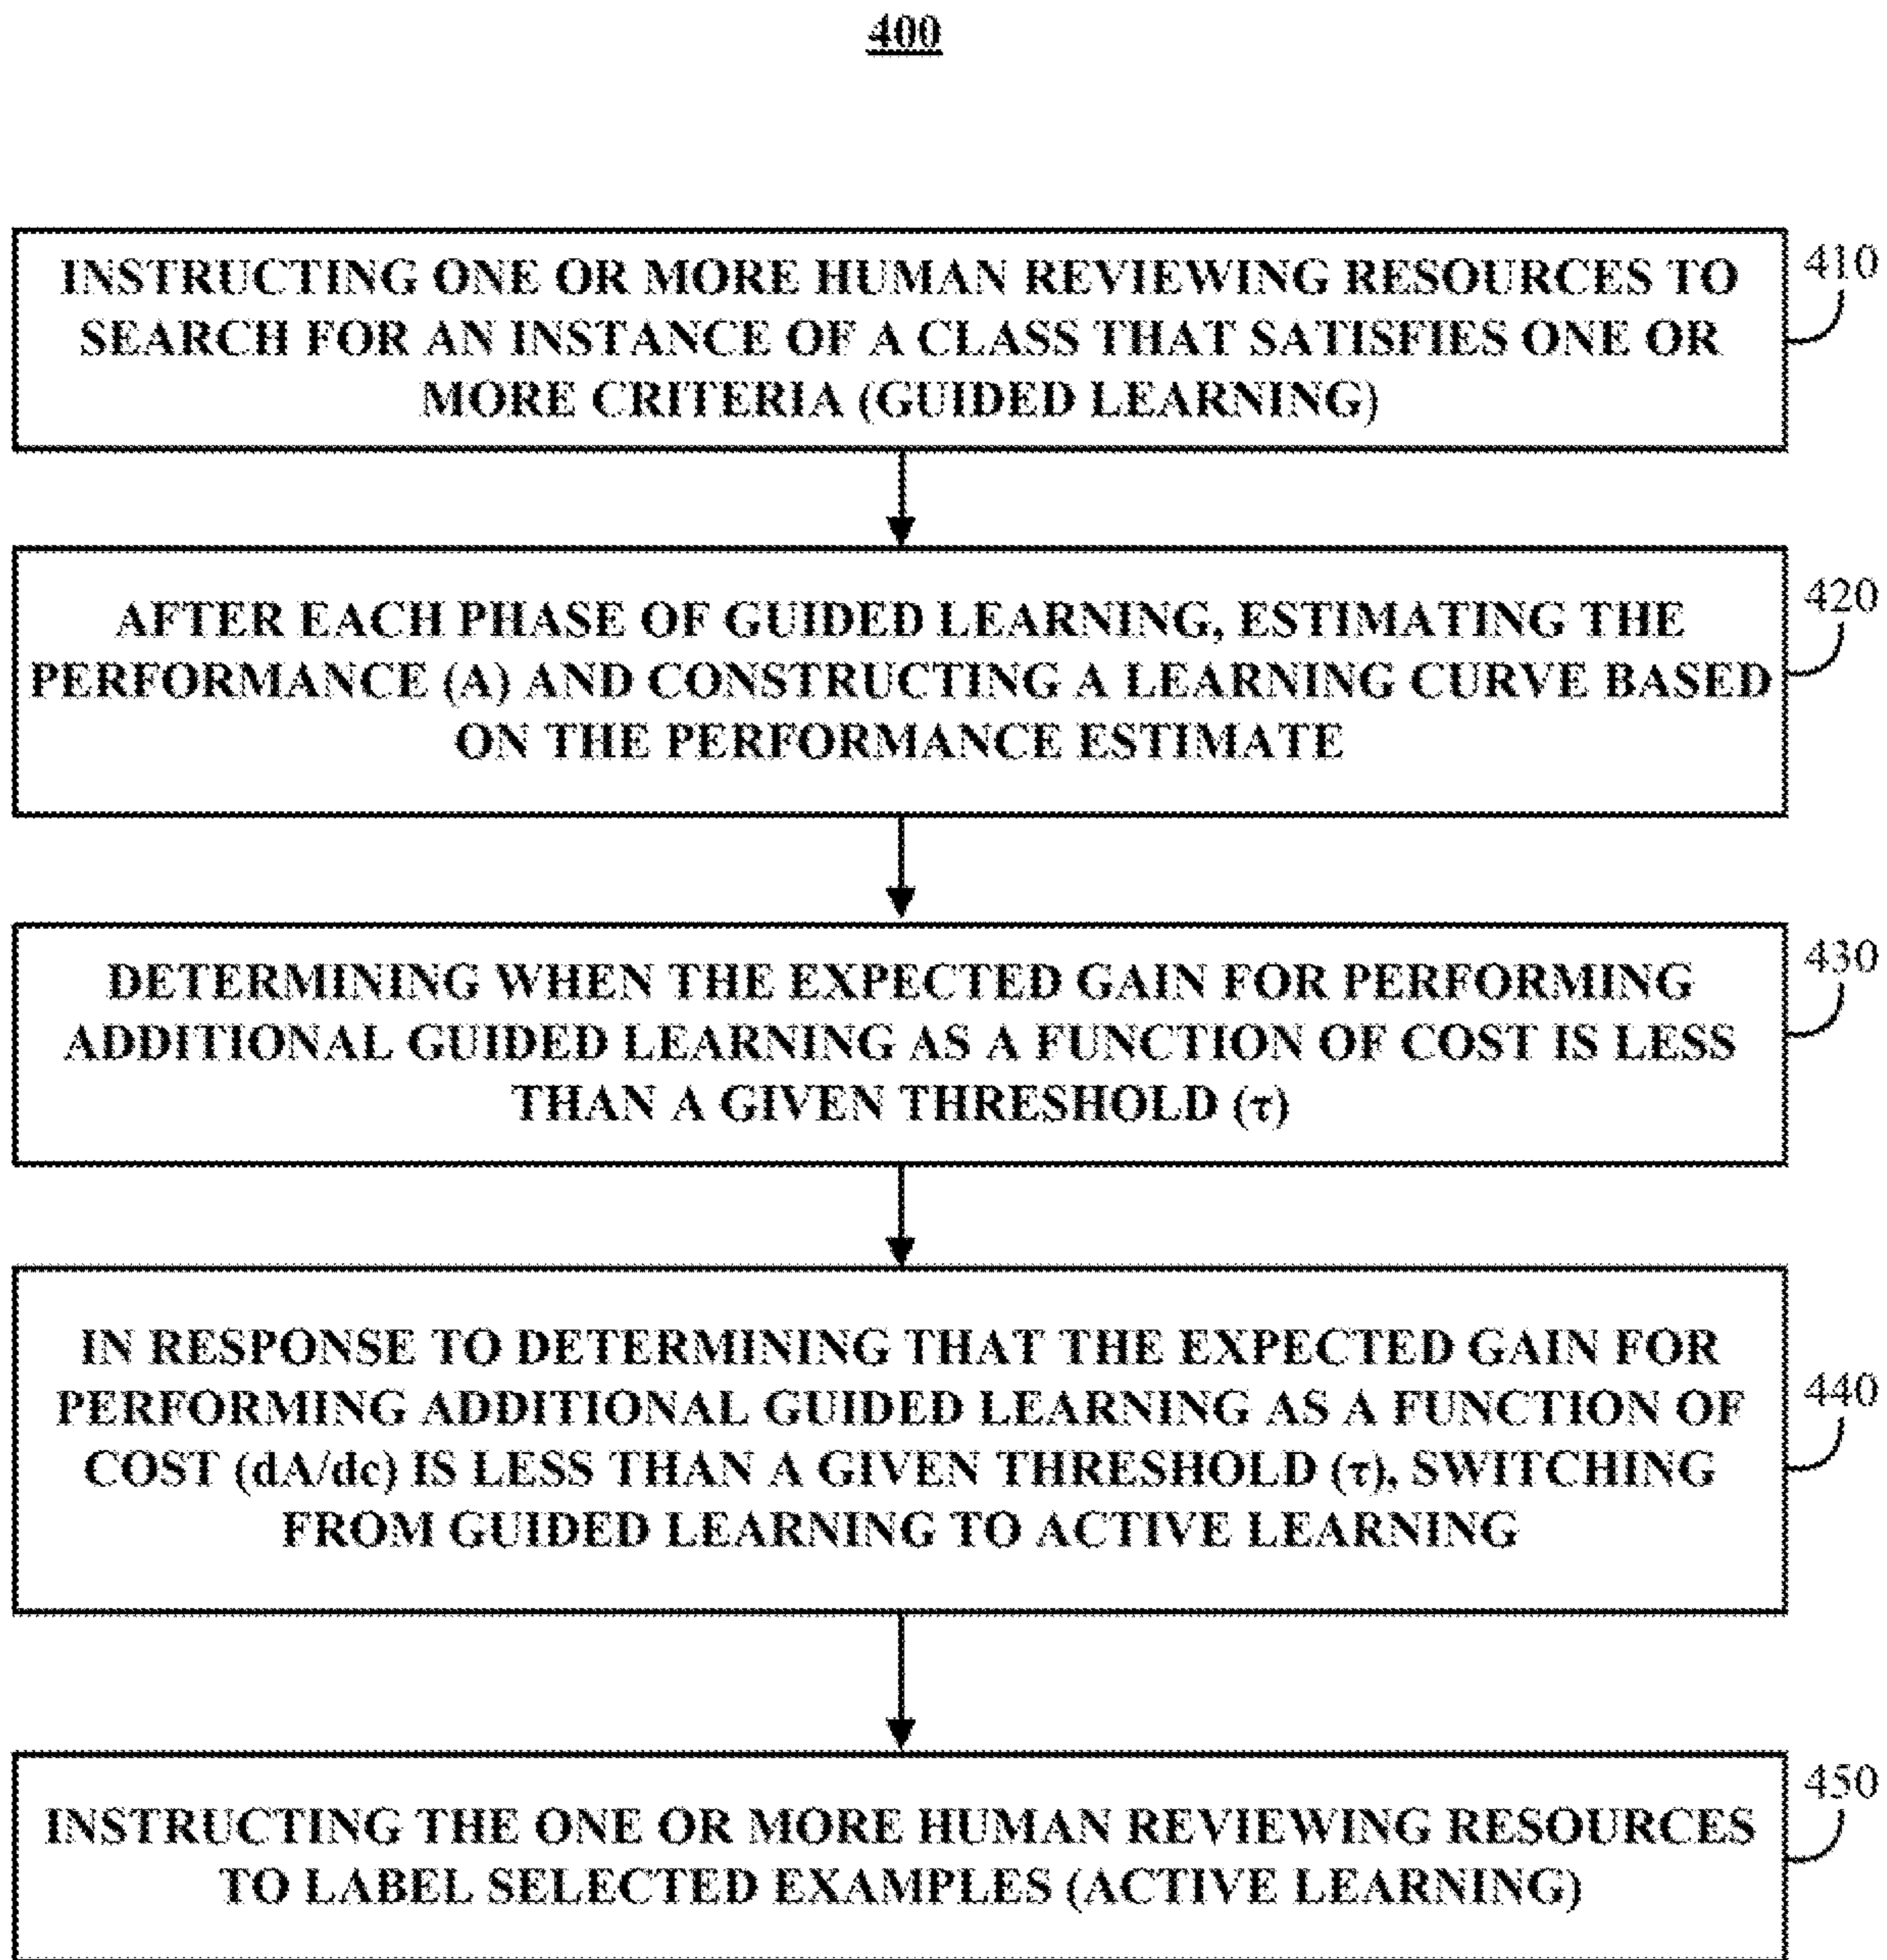 400
INSTRUCTING ONE OR MORE HUMAN REVIEWING RESOURCES TO
SEARCH FOR AN INSTANCE OF A CLASS THAT SATISFIES ONE OR
MORE CRITERIA (GUIDED LEARNING)
410
AFTER EACH PHASE OF GUIDED LEARNING, ESTIMATING THE
PERFORMANCE (A) AND CONSTRUCTING A LEARNING CURVE BASED
ON THE PERFORMANCE ESTIMATE
420
DETERMINING WHEN THE EXPECTED GAIN FOR PERFORMING
ADDITIONAL GUIDED LEARNING AS A FUNCTION OF COST IS LESS
THAN A GIVEN THRESHOLD (τ)
430
IN RESPONSE TO DETERMINING THAT THE EXPECTED GAIN FOR
PERFORMING ADDITIONAL GUIDED LEARNING AS A FUNCTION OF
COST (dA/dc) IS LESS THAN A GIVEN THRESHOLD (τ), SWITCHING
FROM GUIDED LEARNING TO ACTIVE LEARNING
440
INSTRUCTING THE ONE OR MORE HUMAN REVIEWING RESOURCES
TO LABEL SELECTED EXAMPLES (ACTIVE LEARNING)
450